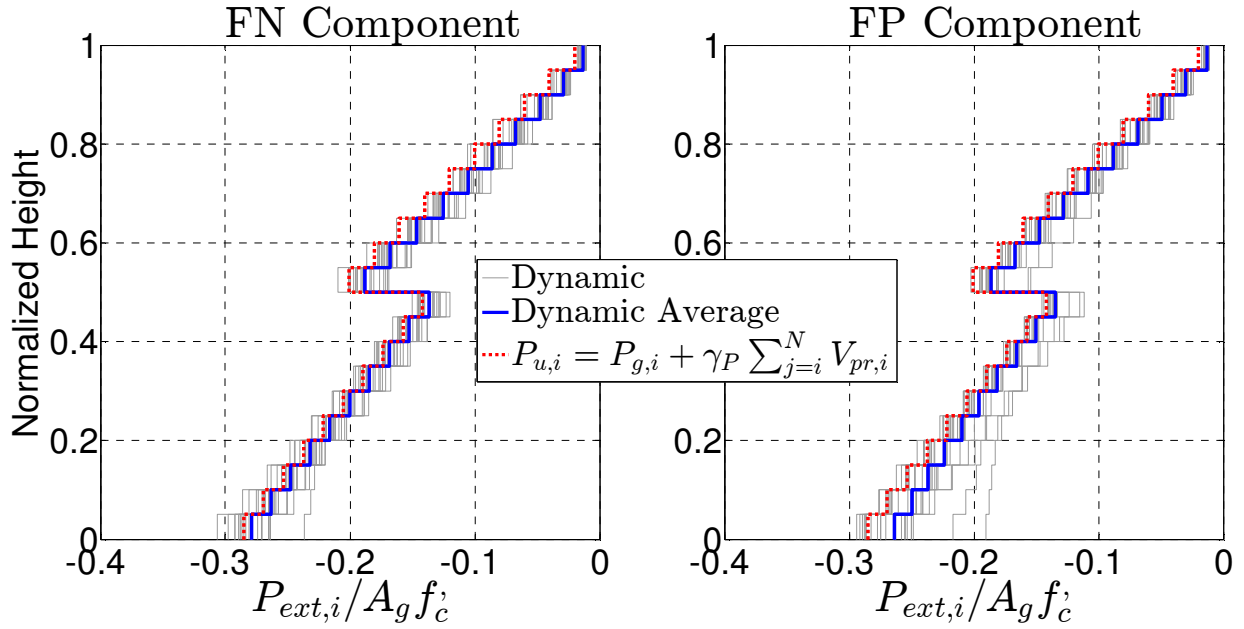 FN Component
FP Component
Normalized Height
1
0.8
0.6
0.4
0.2
0
-0.4
-0.3
-0.2
-0.1
0
P_{ext,i}/A_g f_c^,
1
0.8
0.6
0.4
0.2
0
-0.4
-0.3
-0.2
-0.1
0
P_{ext,i}/A_g f_c^,
Dynamic
Dynamic Average
P_{u,i} = P_{g,i} + γ_P ∑_{j=i}^N V_{pr,i}